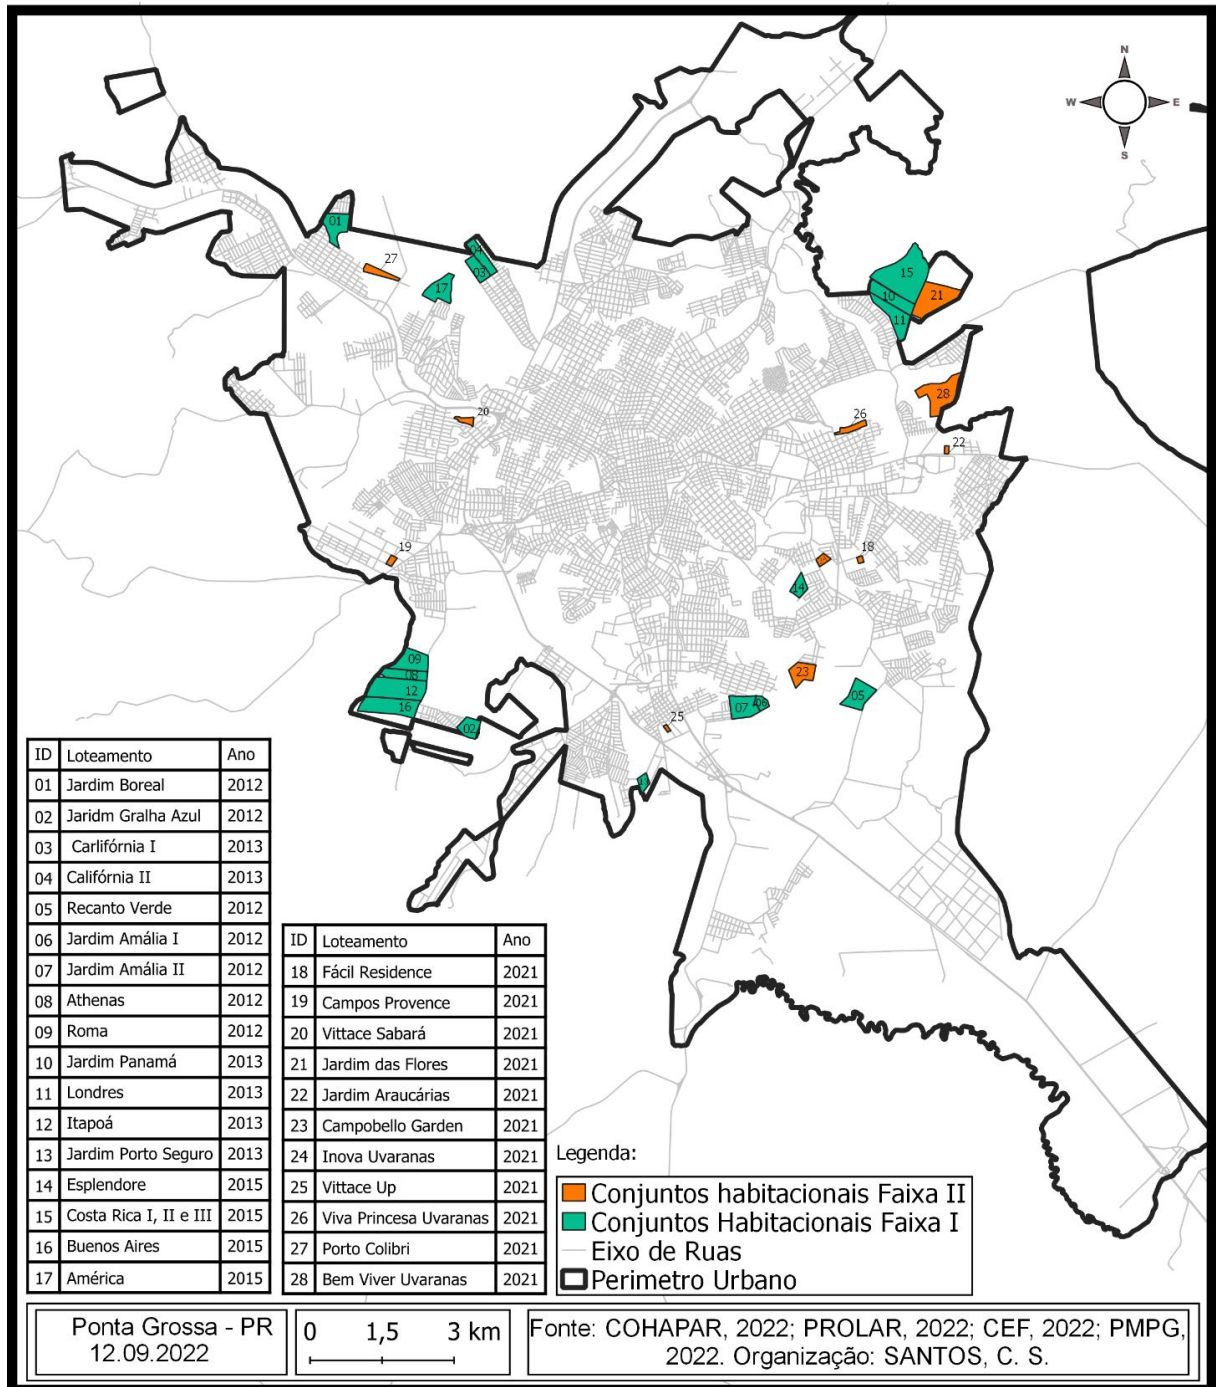 N
W
E
S
01
27
04
03
17
15
10
21
11
28
20
26
22
19
18
14
09
08
12
16
02
23
05
07
06
25
13
ID Loteamento Ano
01 Jardim Boreal 2012
02 Jaridm Gralha Azul 2012
03 Carlifórnia I 2013
04 Califórnia II 2013
05 Recanto Verde 2012
06 Jardim Amália I 2012
07 Jardim Amália II 2012
08 Athenas 2012
09 Roma 2012
10 Jardim Panamá 2013
11 Londres 2013
12 Itapoá 2013
13 Jardim Porto Seguro 2013
14 Esplendore 2015
15 Costa Rica I, II e III 2015
16 Buenos Aires 2015
17 América 2015
ID Loteamento Ano
18 Fácil Residence 2021
19 Campos Provence 2021
20 Vittace Sabará 2021
21 Jardim das Flores 2021
22 Jardim Araucárias 2021
23 Campobello Garden 2021
24 Inova Uvaranas 2021
25 Vittace Up 2021
26 Viva Princesa Uvaranas 2021
27 Porto Colibri 2021
28 Bem Viver Uvaranas 2021
Legenda:
Conjuntos habitacionais Faixa II
Conjuntos Habitacionais Faixa I
Eixo de Ruas
Perimetro Urbano
Ponta Grossa - PR
12.09.2022
0 1,5 3 km
Fonte: COHAPAR, 2022; PROLAR, 2022; CEF, 2022; PMPG,
2022. Organização: SANTOS, C. S.